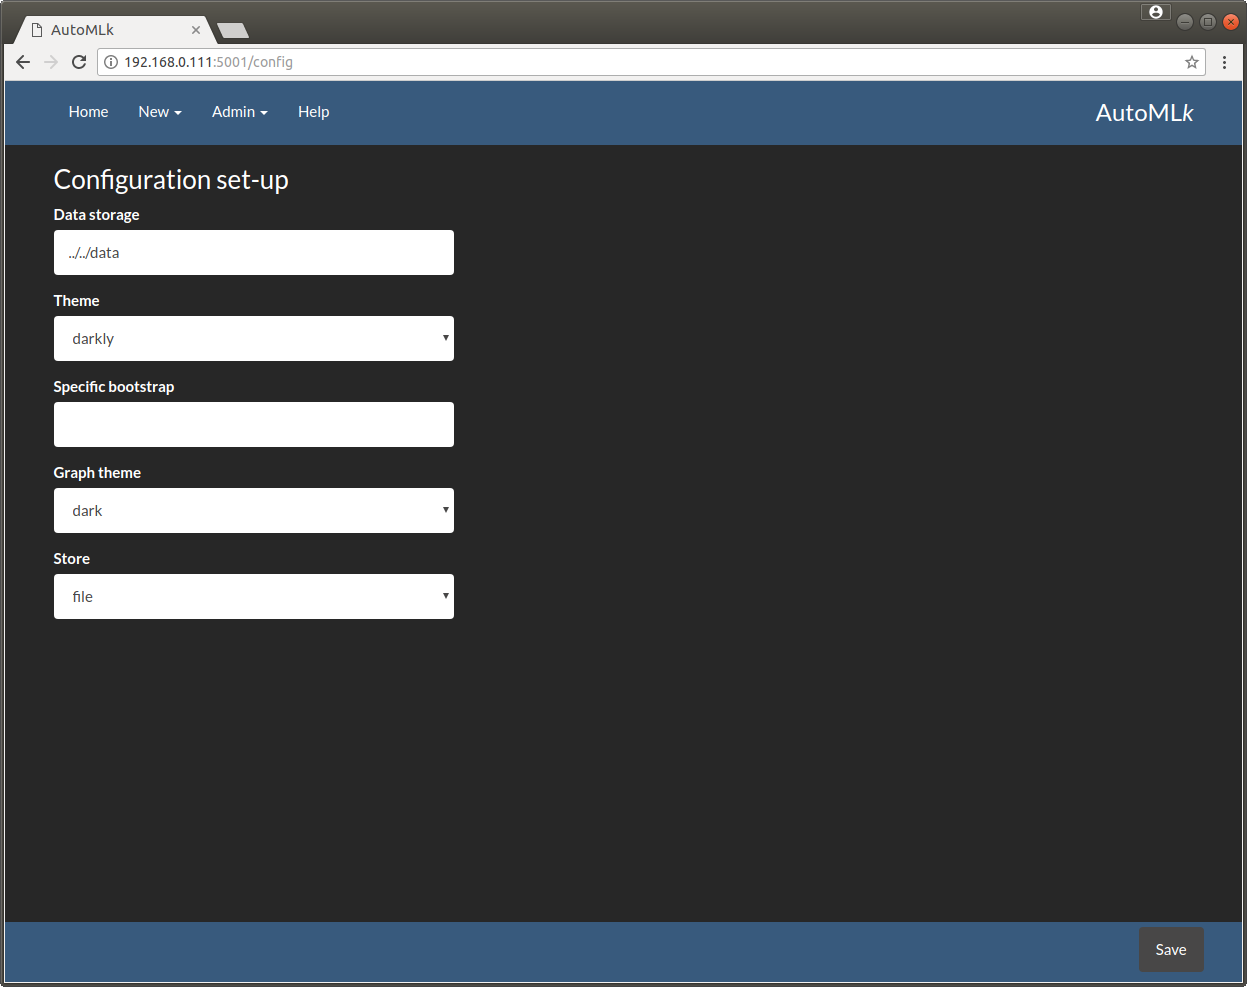 AutoMLk
192.168.0.111:5001/config
Home New Admin Help AutoMLk
Configuration set-up
Data storage
../../data
Theme
darkly
Specific bootstrap
Graph theme
dark
Store
file
Save